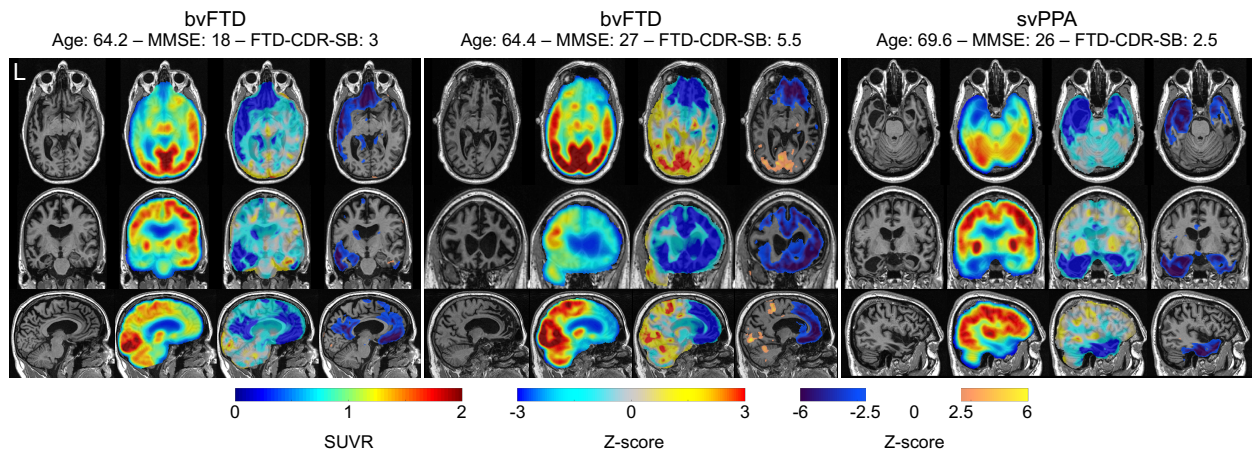 bvFTD
Age: 64.2 – MMSE: 18 – FTD-CDR-SB: 3
bvFTD
Age: 64.4 – MMSE: 27 – FTD-CDR-SB: 5.5
svPPA
Age: 69.6 – MMSE: 26 – FTD-CDR-SB: 2.5
L
0 1 2
SUVR
-3 0 3
Z-score
-6 -2.5 0 2.5 6
Z-score